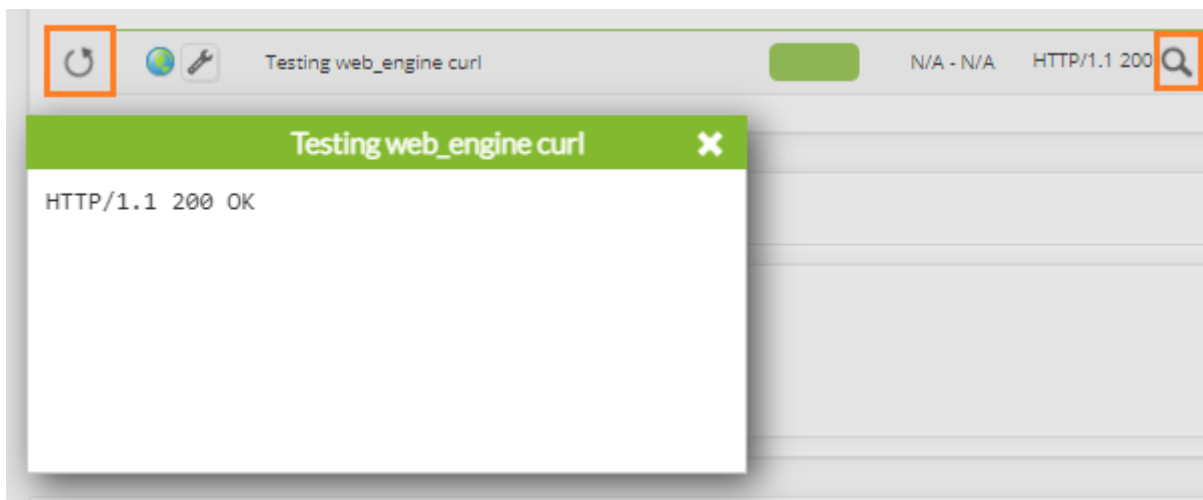 Testing web_engine curl N/A - N/A HTTP/1.1 200
Testing web_engine curl
HTTP/1.1 200 OK